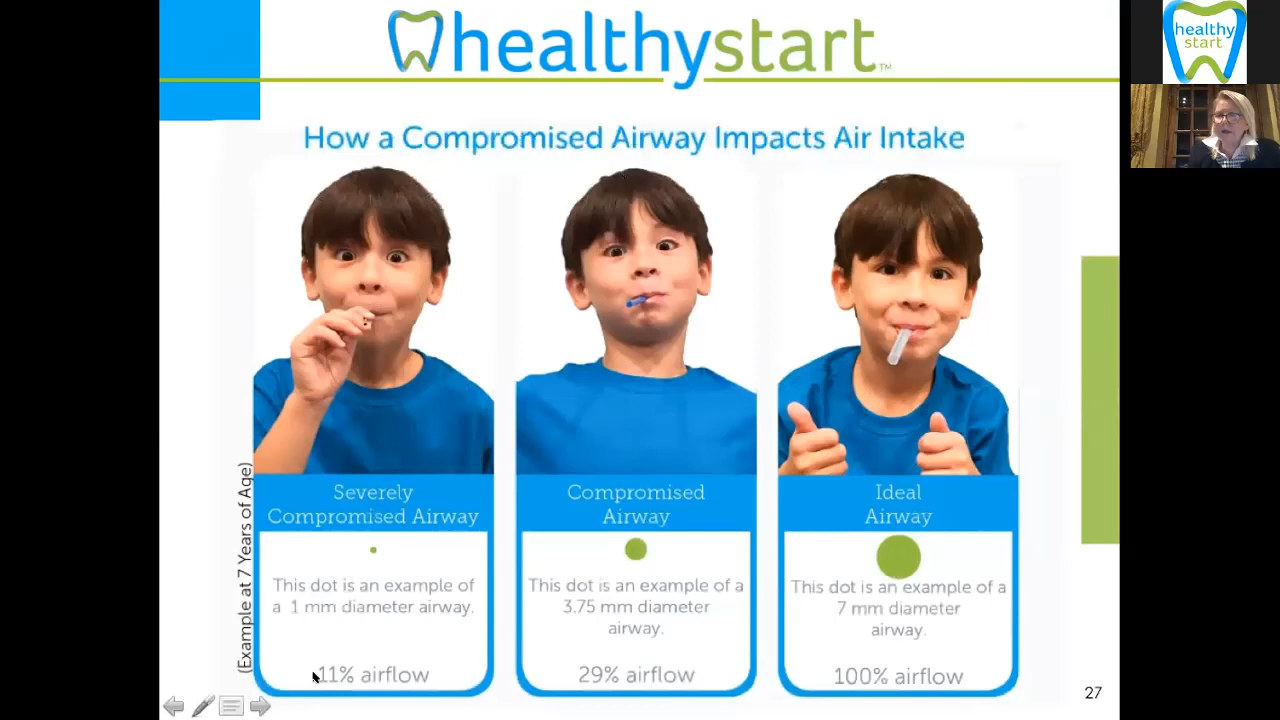 healthystart™
healthy
start
How a Compromised Airway Impacts Air Intake
(Example at 7 Years of Age)
Severely
Compromised Airway
This dot is an example of
a 1 mm diameter airway.
11% airflow
Compromised
Airway
This dot is an example of a
3.75 mm diameter
airway.
29% airflow
Ideal
Airway
This dot is an example of a
7 mm diameter
airway.
100% airflow
27